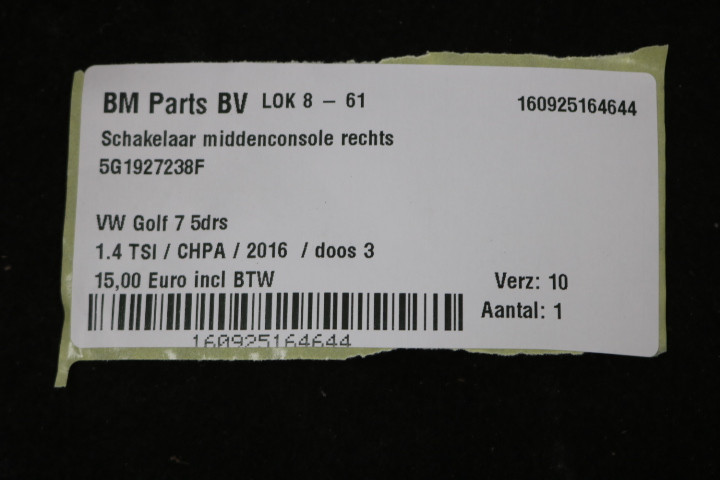 BM Parts BV LOK 8 – 61 160925164644
Schakelaar middenconsole rechts
5G1927238F
VW Golf 7 5drs
1.4 TSI / CHPA / 2016 / doos 3
15,00 Euro incl BTW Verz: 10
Aantal: 1
160925164644